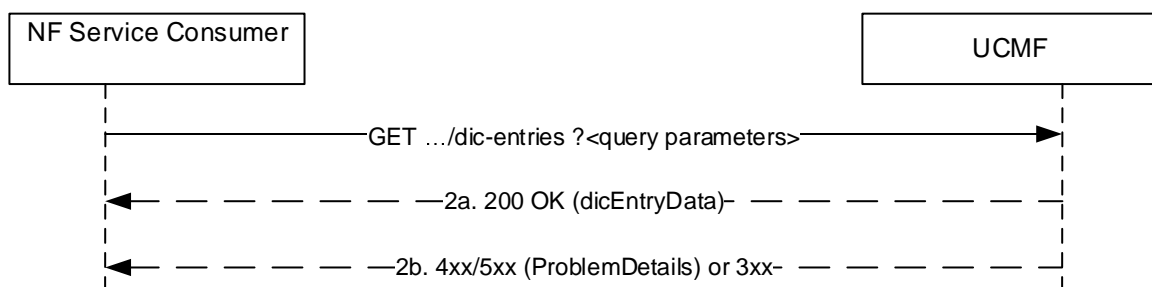 NF Service Consumer
UCMF
GET …/dic-entries ?<query parameters>
2a. 200 OK (dicEntryData)
2b. 4xx/5xx (ProblemDetails) or 3xx